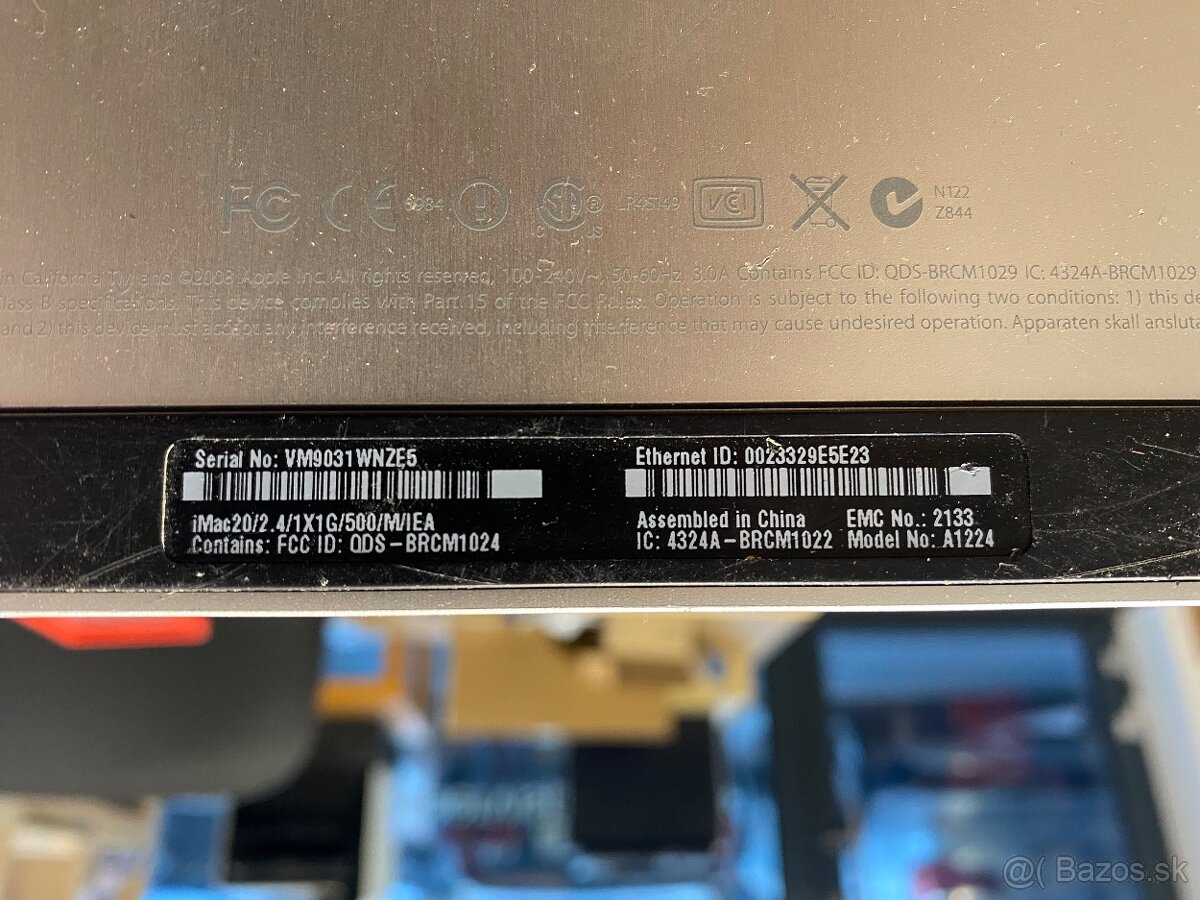 FC CE 5984 ! SA® C US LR45149 VCI N122
Z844
in California TM and ©2008 Apple Inc. All rights reserved, 100-240V~, 50-60Hz, 3.0A Contains FCC ID: QDS-BRCM1029 IC: 4324A-BRCM1029
Class B specifications. This device complies with Part 15 of the FCC Rules. Operation is subject to the following two conditions: 1) this de
and 2) this device must accept any interference received, including interference that may cause undesired operation. Apparaten skall anslута
Serial No: VM9031WNZE5
iMac20/2.4/1X1G/500/M/IEA
Contains: FCC ID: QDS-BRCM1024
Ethernet ID: 0023329E5E23
Assembled in China EMC No.: 2133
IC: 4324A-BRCM1022 Model No: A1224
@( Bazos.sk